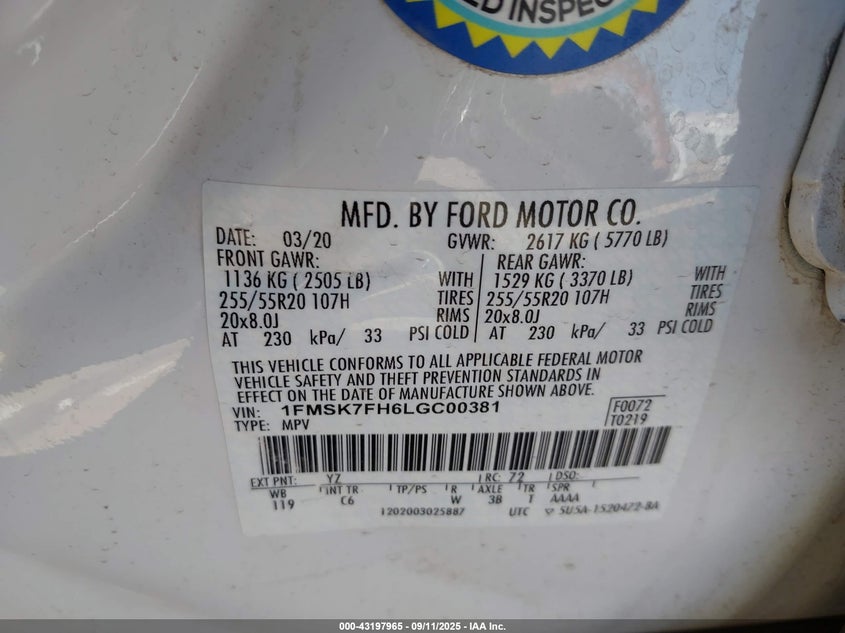 ED INSPEC
MFD. BY FORD MOTOR CO.
DATE: 03/20 GVWR: 2617 KG ( 5770 LB)
FRONT GAWR: REAR GAWR:
1136 KG ( 2505 LB) WITH 1529 KG ( 3370 LB) WITH
255/55R20 107H TIRES 255/55R20 107H TIRES
20x8.0J RIMS 20x8.0J RIMS
AT 230 kPa/ 33 PSI COLD AT 230 kPa/ 33 PSI COLD
THIS VEHICLE CONFORMS TO ALL APPLICABLE FEDERAL MOTOR
VEHICLE SAFETY AND THEFT PREVENTION STANDARDS IN
EFFECT ON THE DATE OF MANUFACTURE SHOWN ABOVE.
VIN: 1FMSK7FH6LGC00381 F0072
TYPE: MPV T0219
EXT PNT: YZ RC: 72 DSO:
WB INT TR TP/PS R AXLE TR SPR
119 C6 W 3B T AAAA
1202003025887 UTC 5U5A-1520472-BA
000-43197965 09/11/2025 IAA Inc.